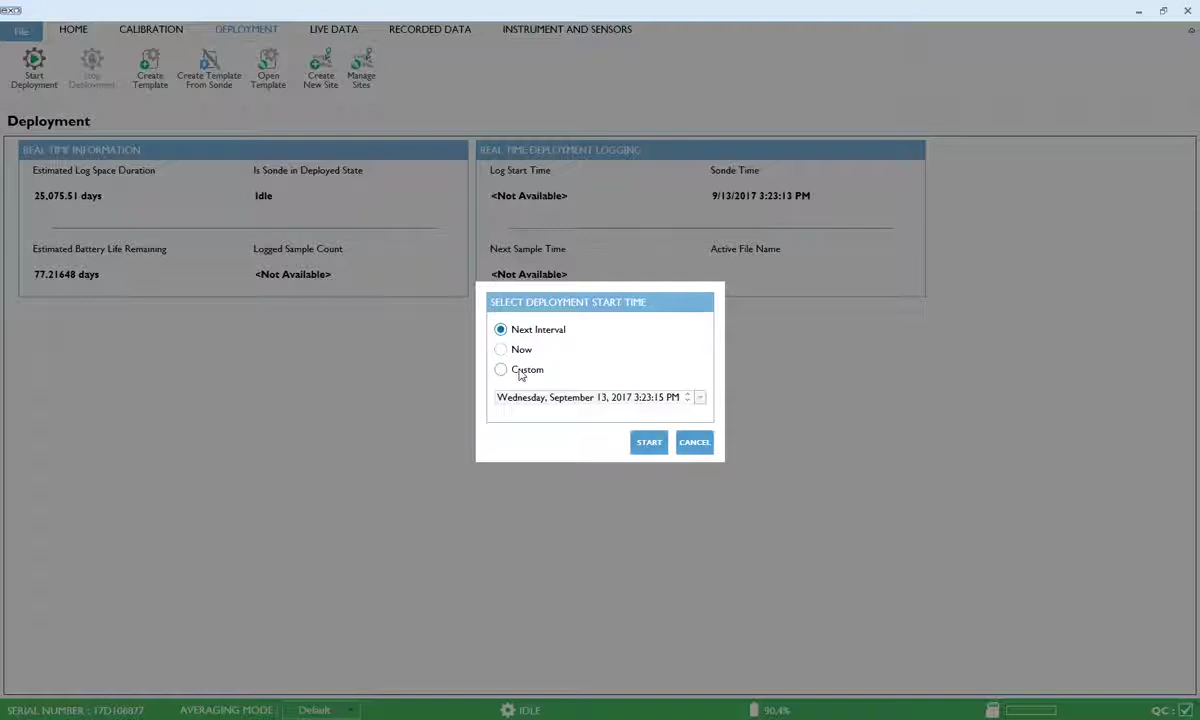 exo
File HOME CALIBRATION DEPLOYMENT LIVE DATA RECORDED DATA INSTRUMENT AND SENSORS
Start Deployment
Stop Deployment
Create Template
Create Template From Sonde
Open Template
Create New Site
Manage Sites
Deployment
REAL TIME INFORMATION
Estimated Log Space Duration Is Sonde in Deployed State
25,075.51 days Idle
Estimated Battery Life Remaining Logged Sample Count
77.21648 days <Not Available>
REAL TIME DEPLOYMENT LOGGING
Log Start Time Sonde Time
<Not Available> 9/13/2017 3:23:13 PM
Next Sample Time Active File Name
<Not Available>
SELECT DEPLOYMENT START TIME
Next Interval
Now
Custom
Wednesday, September 13, 2017 3:23:15 PM
START CANCEL
SERIAL NUMBER : 17D106877 AVERAGING MODE : Default IDLE 90.4% QC :